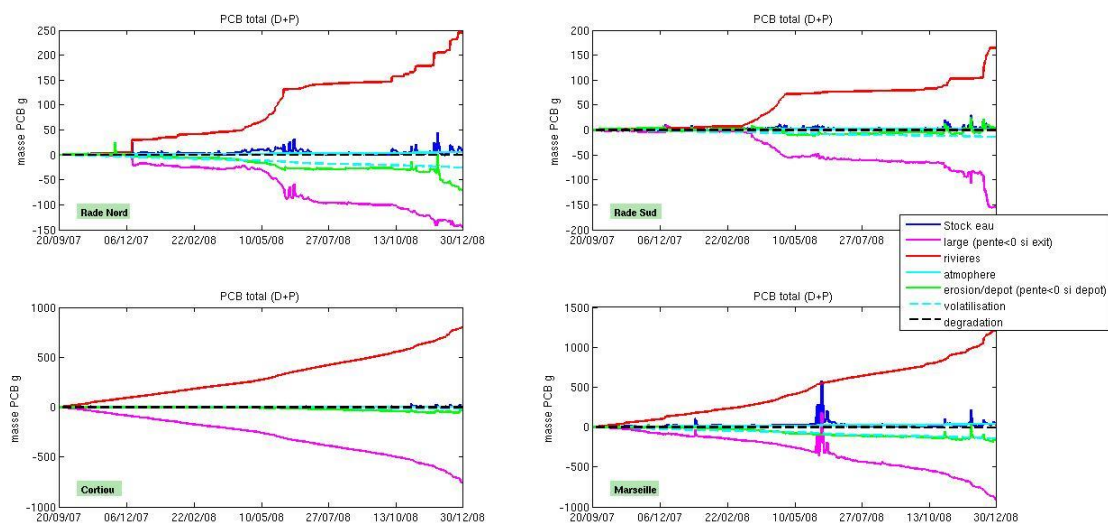 PCB total (D+P)
250
200
150
100
50
0
-50
-100
-150
masse PCB g
Rade Nord
20/09/07 06/12/07 22/02/08 10/05/08 27/07/08 13/10/08 30/12/08
PCB total (D+P)
250
200
150
100
50
0
-50
-100
-150
-200
masse PCB g
Rade Sud
20/09/07 06/12/07 22/02/08 10/05/08 27/07/08 13/10/08 30/12/08
Stock eau
large (pente<0 si exit)
rivieres
atmophere
erosion/depot (pente<0 si depot)
volatilisation
degradation
PCB total (D+P)
1000
500
0
-500
-1000
masse PCB g
Cortiou
20/09/07 06/12/07 22/02/08 10/05/08 27/07/08 13/10/08 30/12/08
PCB total (D+P)
1500
1000
500
0
-500
-1000
masse PCB g
Marseille
20/09/07 06/12/07 22/02/08 10/05/08 27/07/08 13/10/08 30/12/08